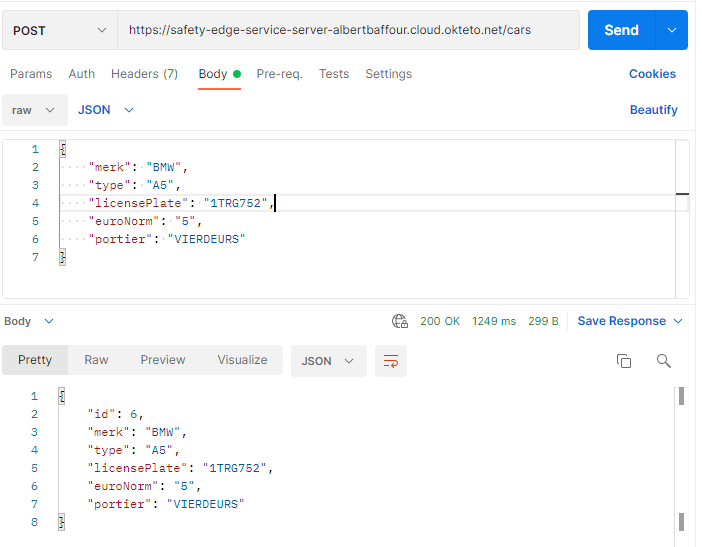 POST https://safety-edge-service-server-albertbaffour.cloud.okteto.net/cars Send
Params Auth Headers (7) Body Pre-req. Tests Settings Cookies
raw JSON Beautify
1 {
2 "merk": "BMW",
3 "type": "A5",
4 "licensePlate": "1TRG752",
5 "euroNorm": "5",
6 "portier": "VIERDEURS"
7 }
Body 200 OK 1249 ms 299 B Save Response
Pretty Raw Preview Visualize JSON
1 {
2 "id": 6,
3 "merk": "BMW",
4 "type": "A5",
5 "licensePlate": "1TRG752",
6 "euroNorm": "5",
7 "portier": "VIERDEURS"
8 }